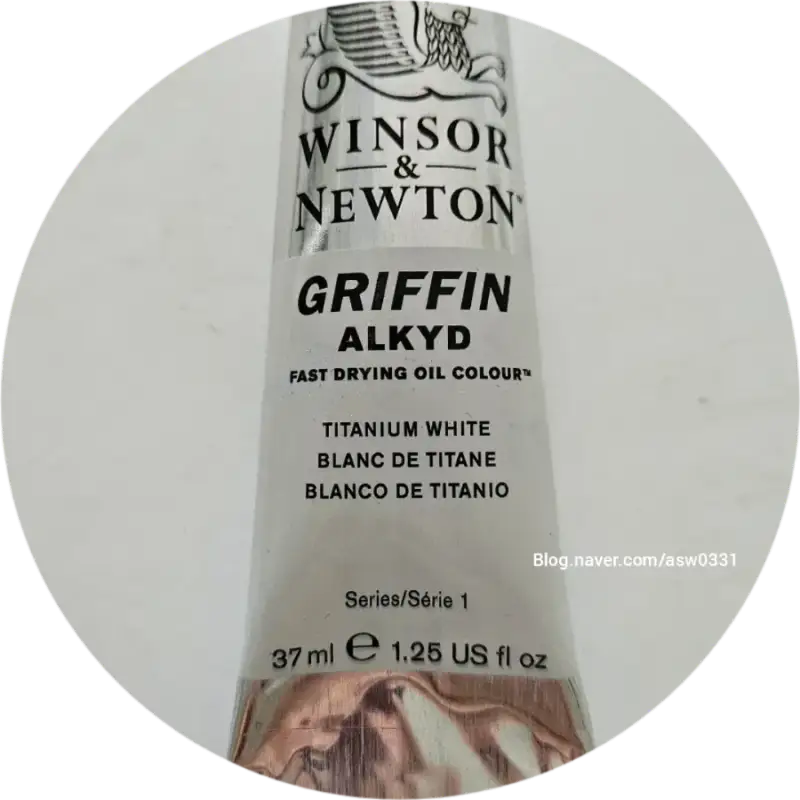 WINSOR
&
NEWTON™
GRIFFIN
ALKYD
FAST DRYING OIL COLOUR™
TITANIUM WHITE
BLANC DE TITANE
BLANCO DE TITANIO
Blog.naver.com/asw0331
Series/Série 1
37 ml ℮ 1.25 US fl oz